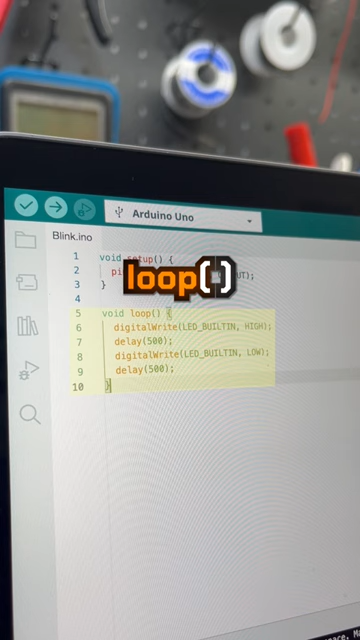 Arduino Uno
Blink.ino
1 void setup() {
2 UT);
3 }
loop()
4
5 void loop() {
6 digitalWrite(LED_BUILTIN, HIGH);
7 delay(500);
8 digitalWrite(LED_BUILTIN, LOW);
9 delay(500);
10 }